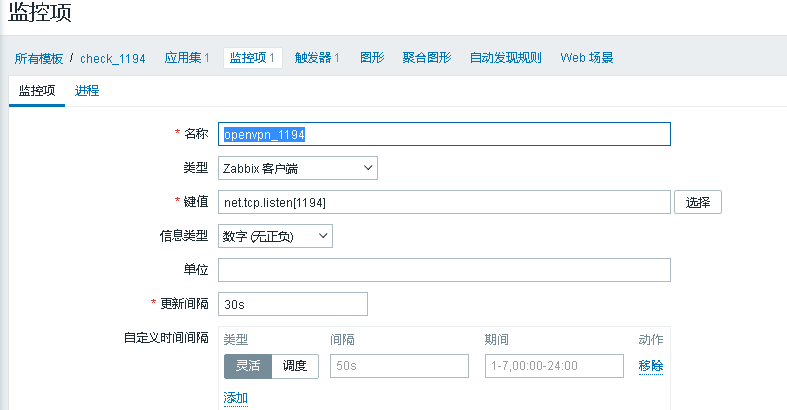 监控项
所有模板 / check_1194 应用集 1 监控项 1 触发器 1 图形 聚合图形 自动发现规则 Web 场景
监控项 进程
* 名称 openvpn_1194
类型 Zabbix 客户端
* 键值 net.tcp.listen[1194] 选择
信息类型 数字 (无正负)
单位
* 更新间隔 30s
自定义时间间隔 类型 间隔 期间 动作
灵活 调度 50s 1-7,00:00-24:00 移除
添加